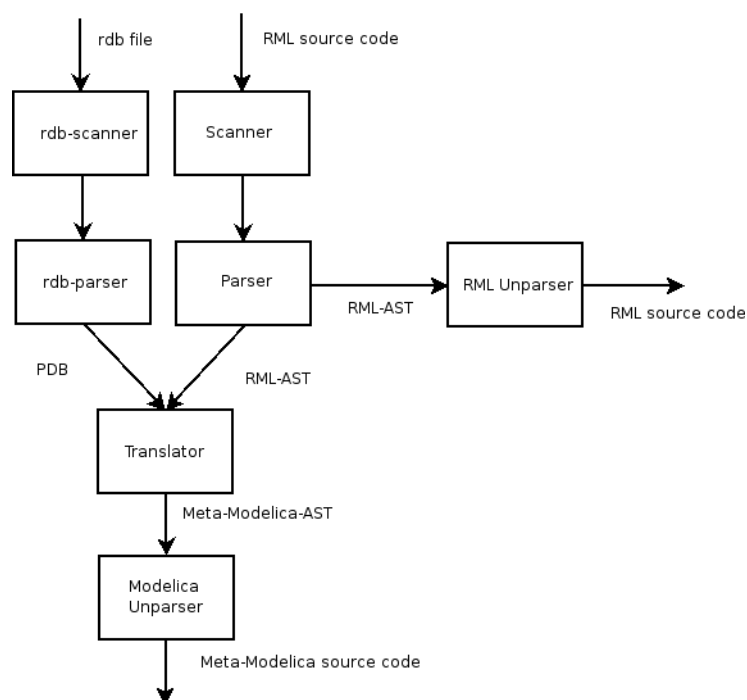 rdb file
RML source code
rdb-scanner
Scanner
rdb-parser
Parser
RML Unparser
RML-AST
RML source code
PDB
RML-AST
Translator
Meta-Modelica-AST
Modelica
Unparser
Meta-Modelica source code